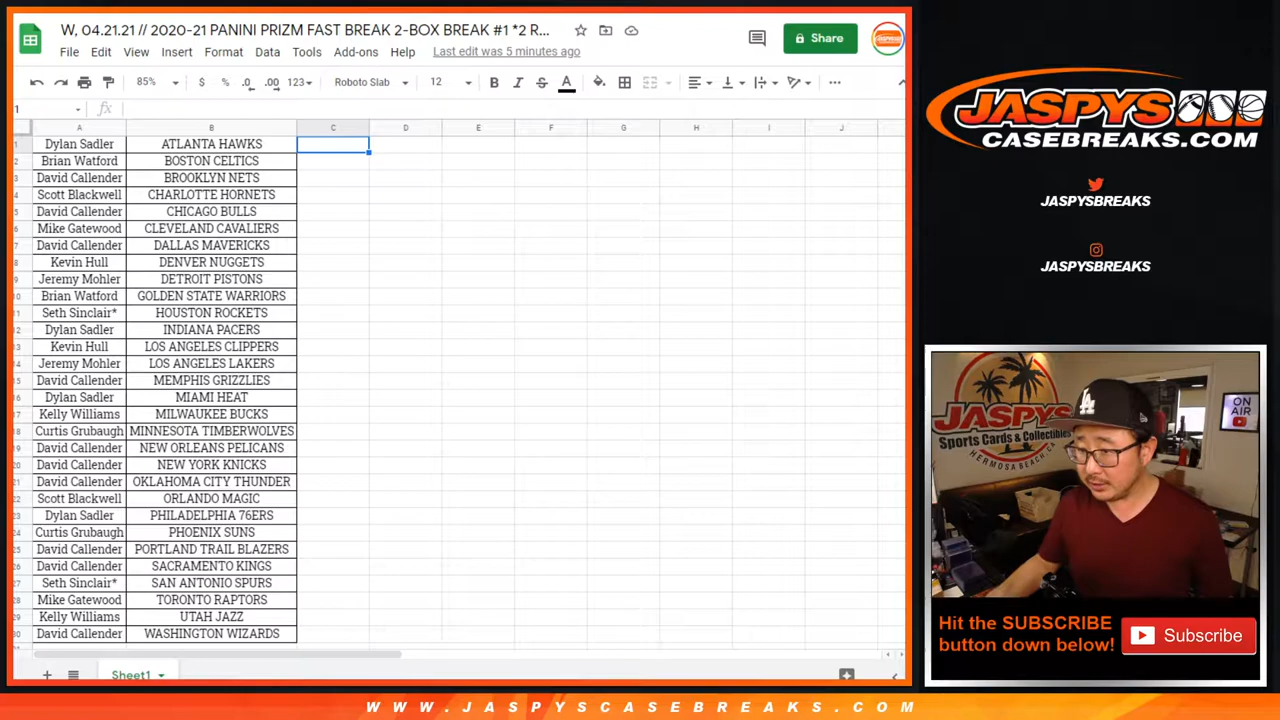 W, 04.21.21 // 2020-21 PANINI PRIZM FAST BREAK 2-BOX BREAK #1 *2 R...
File Edit View Insert Format Data Tools Add-ons Help Last edit was 5 minutes ago
Share
85% $ % .0 .00 123 Roboto Slab 12 B I S A
1 fx
A B C D E F G H I J
1 Dylan Sadler ATLANTA HAWKS
2 Brian Watford BOSTON CELTICS
3 David Callender BROOKLYN NETS
4 Scott Blackwell CHARLOTTE HORNETS
5 David Callender CHICAGO BULLS
6 Mike Gatewood CLEVELAND CAVALIERS
7 David Callender DALLAS MAVERICKS
8 Kevin Hull DENVER NUGGETS
9 Jeremy Mohler DETROIT PISTONS
10 Brian Watford GOLDEN STATE WARRIORS
11 Seth Sinclair* HOUSTON ROCKETS
12 Dylan Sadler INDIANA PACERS
13 Kevin Hull LOS ANGELES CLIPPERS
14 Jeremy Mohler LOS ANGELES LAKERS
15 David Callender MEMPHIS GRIZZLIES
16 Dylan Sadler MIAMI HEAT
17 Kelly Williams MILWAUKEE BUCKS
18 Curtis Grubaugh MINNESOTA TIMBERWOLVES
19 David Callender NEW ORLEANS PELICANS
20 David Callender NEW YORK KNICKS
21 David Callender OKLAHOMA CITY THUNDER
22 Scott Blackwell ORLANDO MAGIC
23 Dylan Sadler PHILADELPHIA 76ERS
24 Curtis Grubaugh PHOENIX SUNS
25 David Callender PORTLAND TRAIL BLAZERS
26 David Callender SACRAMENTO KINGS
27 Seth Sinclair* SAN ANTONIO SPURS
28 Mike Gatewood TORONTO RAPTORS
29 Kelly Williams UTAH JAZZ
30 David Callender WASHINGTON WIZARDS
Sheet1
JASPYS
CASEBREAKS.COM
JASPYSBREAKS
JASPYSBREAKS
JASPYS
Sports Cards & Collectibles
HERMOSA BEACH, CA
LA
ON
AIR
Hit the SUBSCRIBE
button down below!
Subscribe
WWW.JASPYSCASEBREAKS.COM